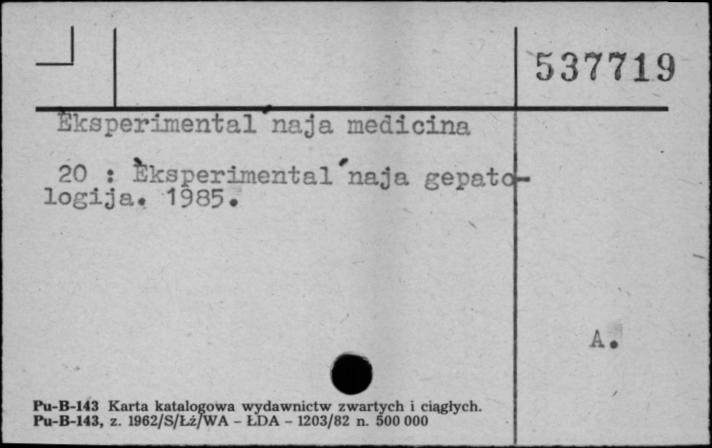 537719
Èksperimental'naja medicina
20 : Èksperimental'naja gepato-
logija. 1985.
A.
Pu-B-143 Karta katalogowa wydawnictw zwartych i ciągłych.
Pu-B-143, z. 1962/S/Łź/WA – ŁDA – 1203/82 n. 500 000